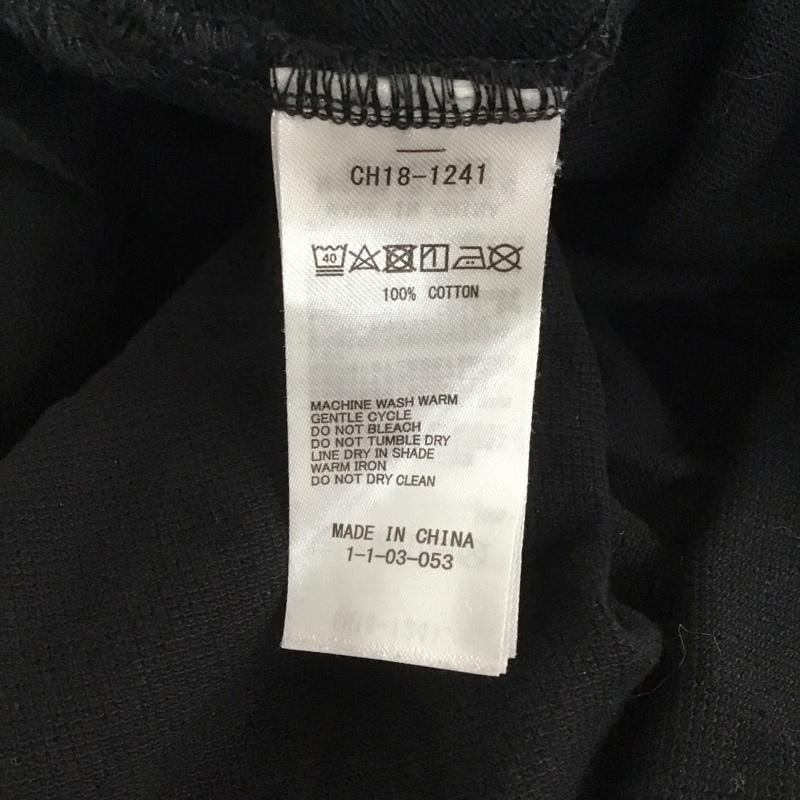 CH18-1241
40
100% COTTON
MACHINE WASH WARM
GENTLE CYCLE
DO NOT BLEACH
DO NOT TUMBLE DRY
LINE DRY IN SHADE
WARM IRON
DO NOT DRY CLEAN
MADE IN CHINA
1-1-03-053